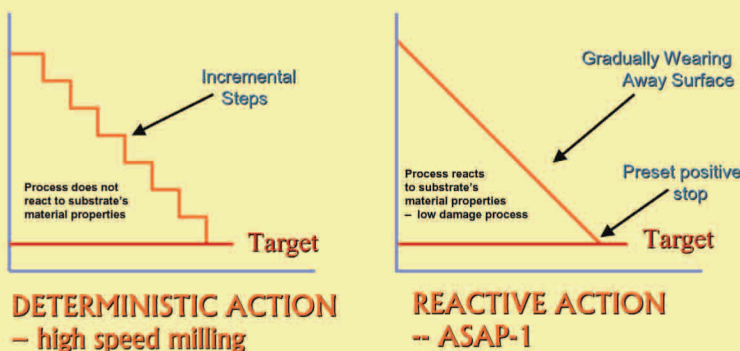 Incremental
Steps
Process does not
react to substrate's
material properties
Target
DETERMINISTIC ACTION
– high speed milling
Gradually Wearing
Away Surface
Process reacts
to substrate's
material properties
– low damage process
Preset positive
stop
Target
REACTIVE ACTION
-- ASAP-1